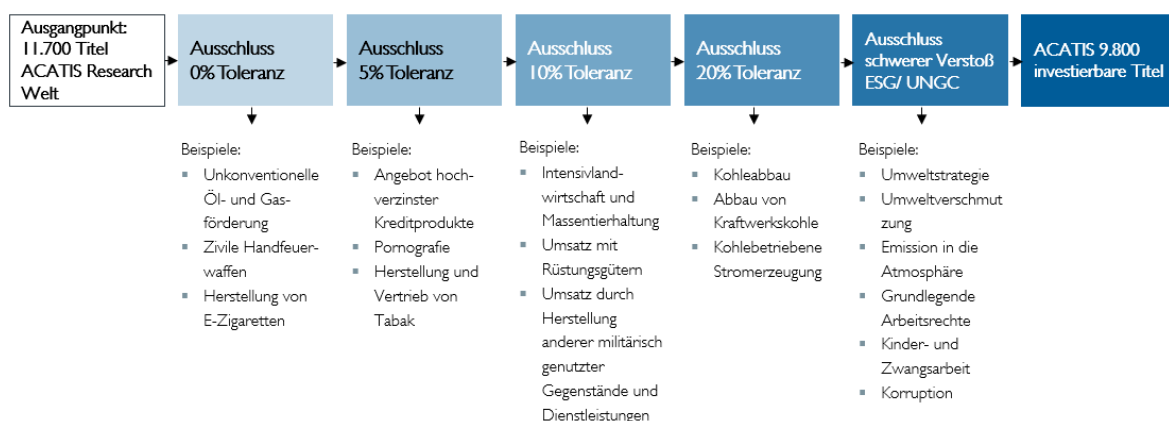 Ausgangpunkt:
11.700 Titel
ACATIS Research
Welt
Ausschluss
0% Toleranz
Ausschluss
5% Toleranz
Ausschluss
10% Toleranz
Ausschluss
20% Toleranz
Ausschluss
schwerer Verstoß
ESG/ UNGC
ACATIS 9.800
investierbare Titel
Beispiele:
▪ Unkonventionelle
Öl- und Gas-
förderung
▪ Zivile Handfeuer-
waffen
▪ Herstellung von
E-Zigaretten
Beispiele:
▪ Angebot hoch-
verzinster
Kreditprodukte
▪ Pornografie
▪ Herstellung und
Vertrieb von
Tabak
Beispiele:
▪ Intensivland-
wirtschaft und
Massentierhaltung
▪ Umsatz mit
Rüstungsgütern
▪ Umsatz durch
Herstellung
anderer militärisch
genutzter
Gegenstände und
Dienstleistungen
Beispiele:
▪ Kohleabbau
▪ Abbau von
Kraftwerkskohle
▪ Kohlebetriebene
Stromerzeugung
Beispiele:
▪ Umweltstrategie
▪ Umweltverschmut
zung
▪ Emission in die
Atmosphäre
▪ Grundlegende
Arbeitsrechte
▪ Kinder- und
Zwangsarbeit
▪ Korruption